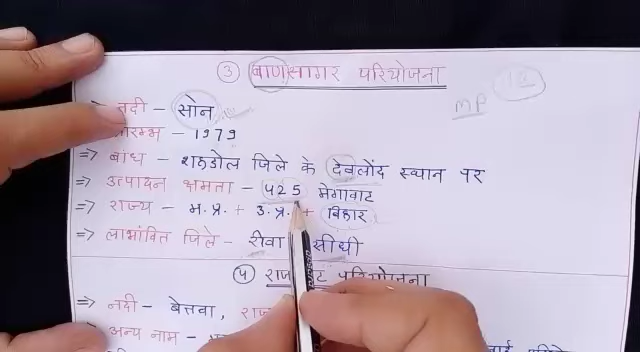 ③ बाणसागर परियोजना
MP
नदी – सोन
प्रारम्भ – 1979
⇒ बांध – शहडोल जिले के देवलोंद स्थान पर
⇒ उत्पादन क्षमता – 425 मेगावाट
⇒ राज्य – म.प्र. + उ.प्र. + बिहार
⇒ लाभांवित जिले – रीवा सीधी
④ परियोजना
⇒ नदी – बेतवा,
⇒ अन्य नाम –